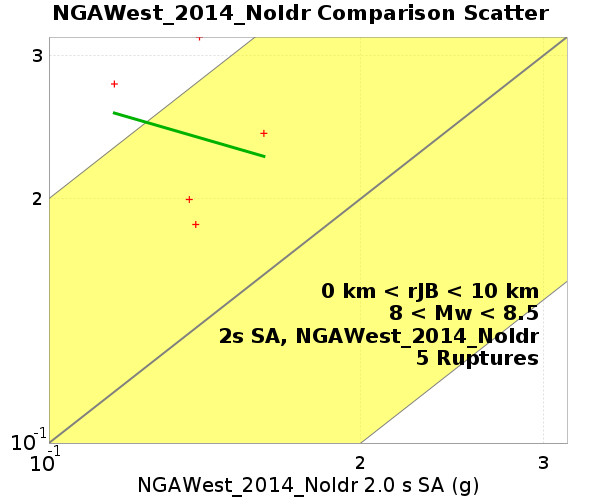 NGAWest_2014_NoIdr Comparison Scatter
3
2
10-1
10-1
2
3
0 km < rJB < 10 km
8 < Mw < 8.5
2s SA, NGAWest_2014_NoIdr
5 Ruptures
NGAWest_2014_NoIdr 2.0 s SA (g)